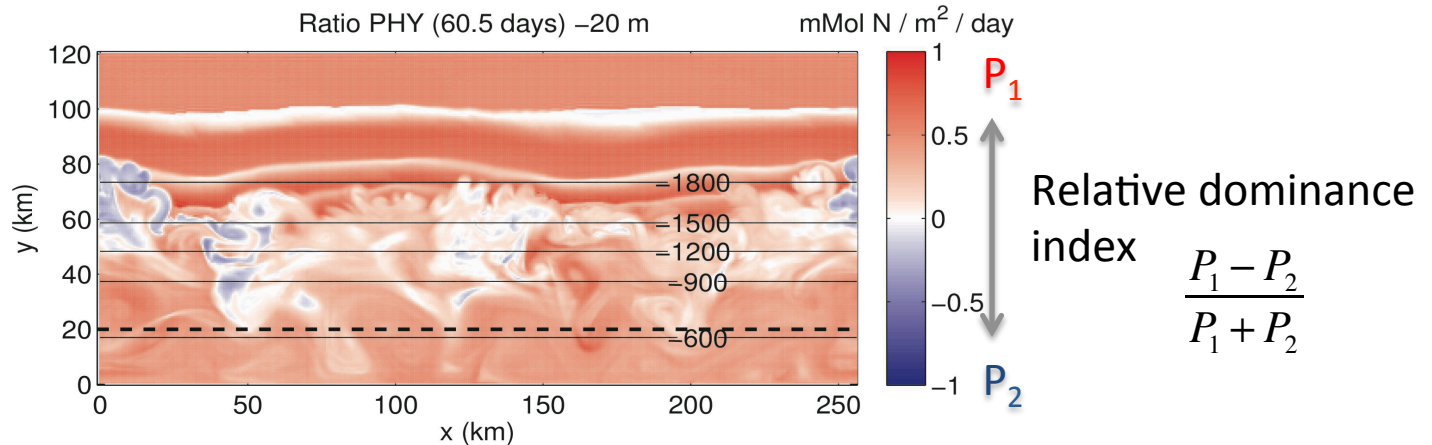 Ratio PHY (60.5 days) −20 m
mMol N / m² / day
120
100
80
60
40
20
0
y (km)
−1800
−1500
−1200
−900
−600
0
50
100
150
200
250
x (km)
1
0.5
0
−0.5
−1
P₁
P₂
Relative dominance
index
P₁ − P₂
P₁ + P₂